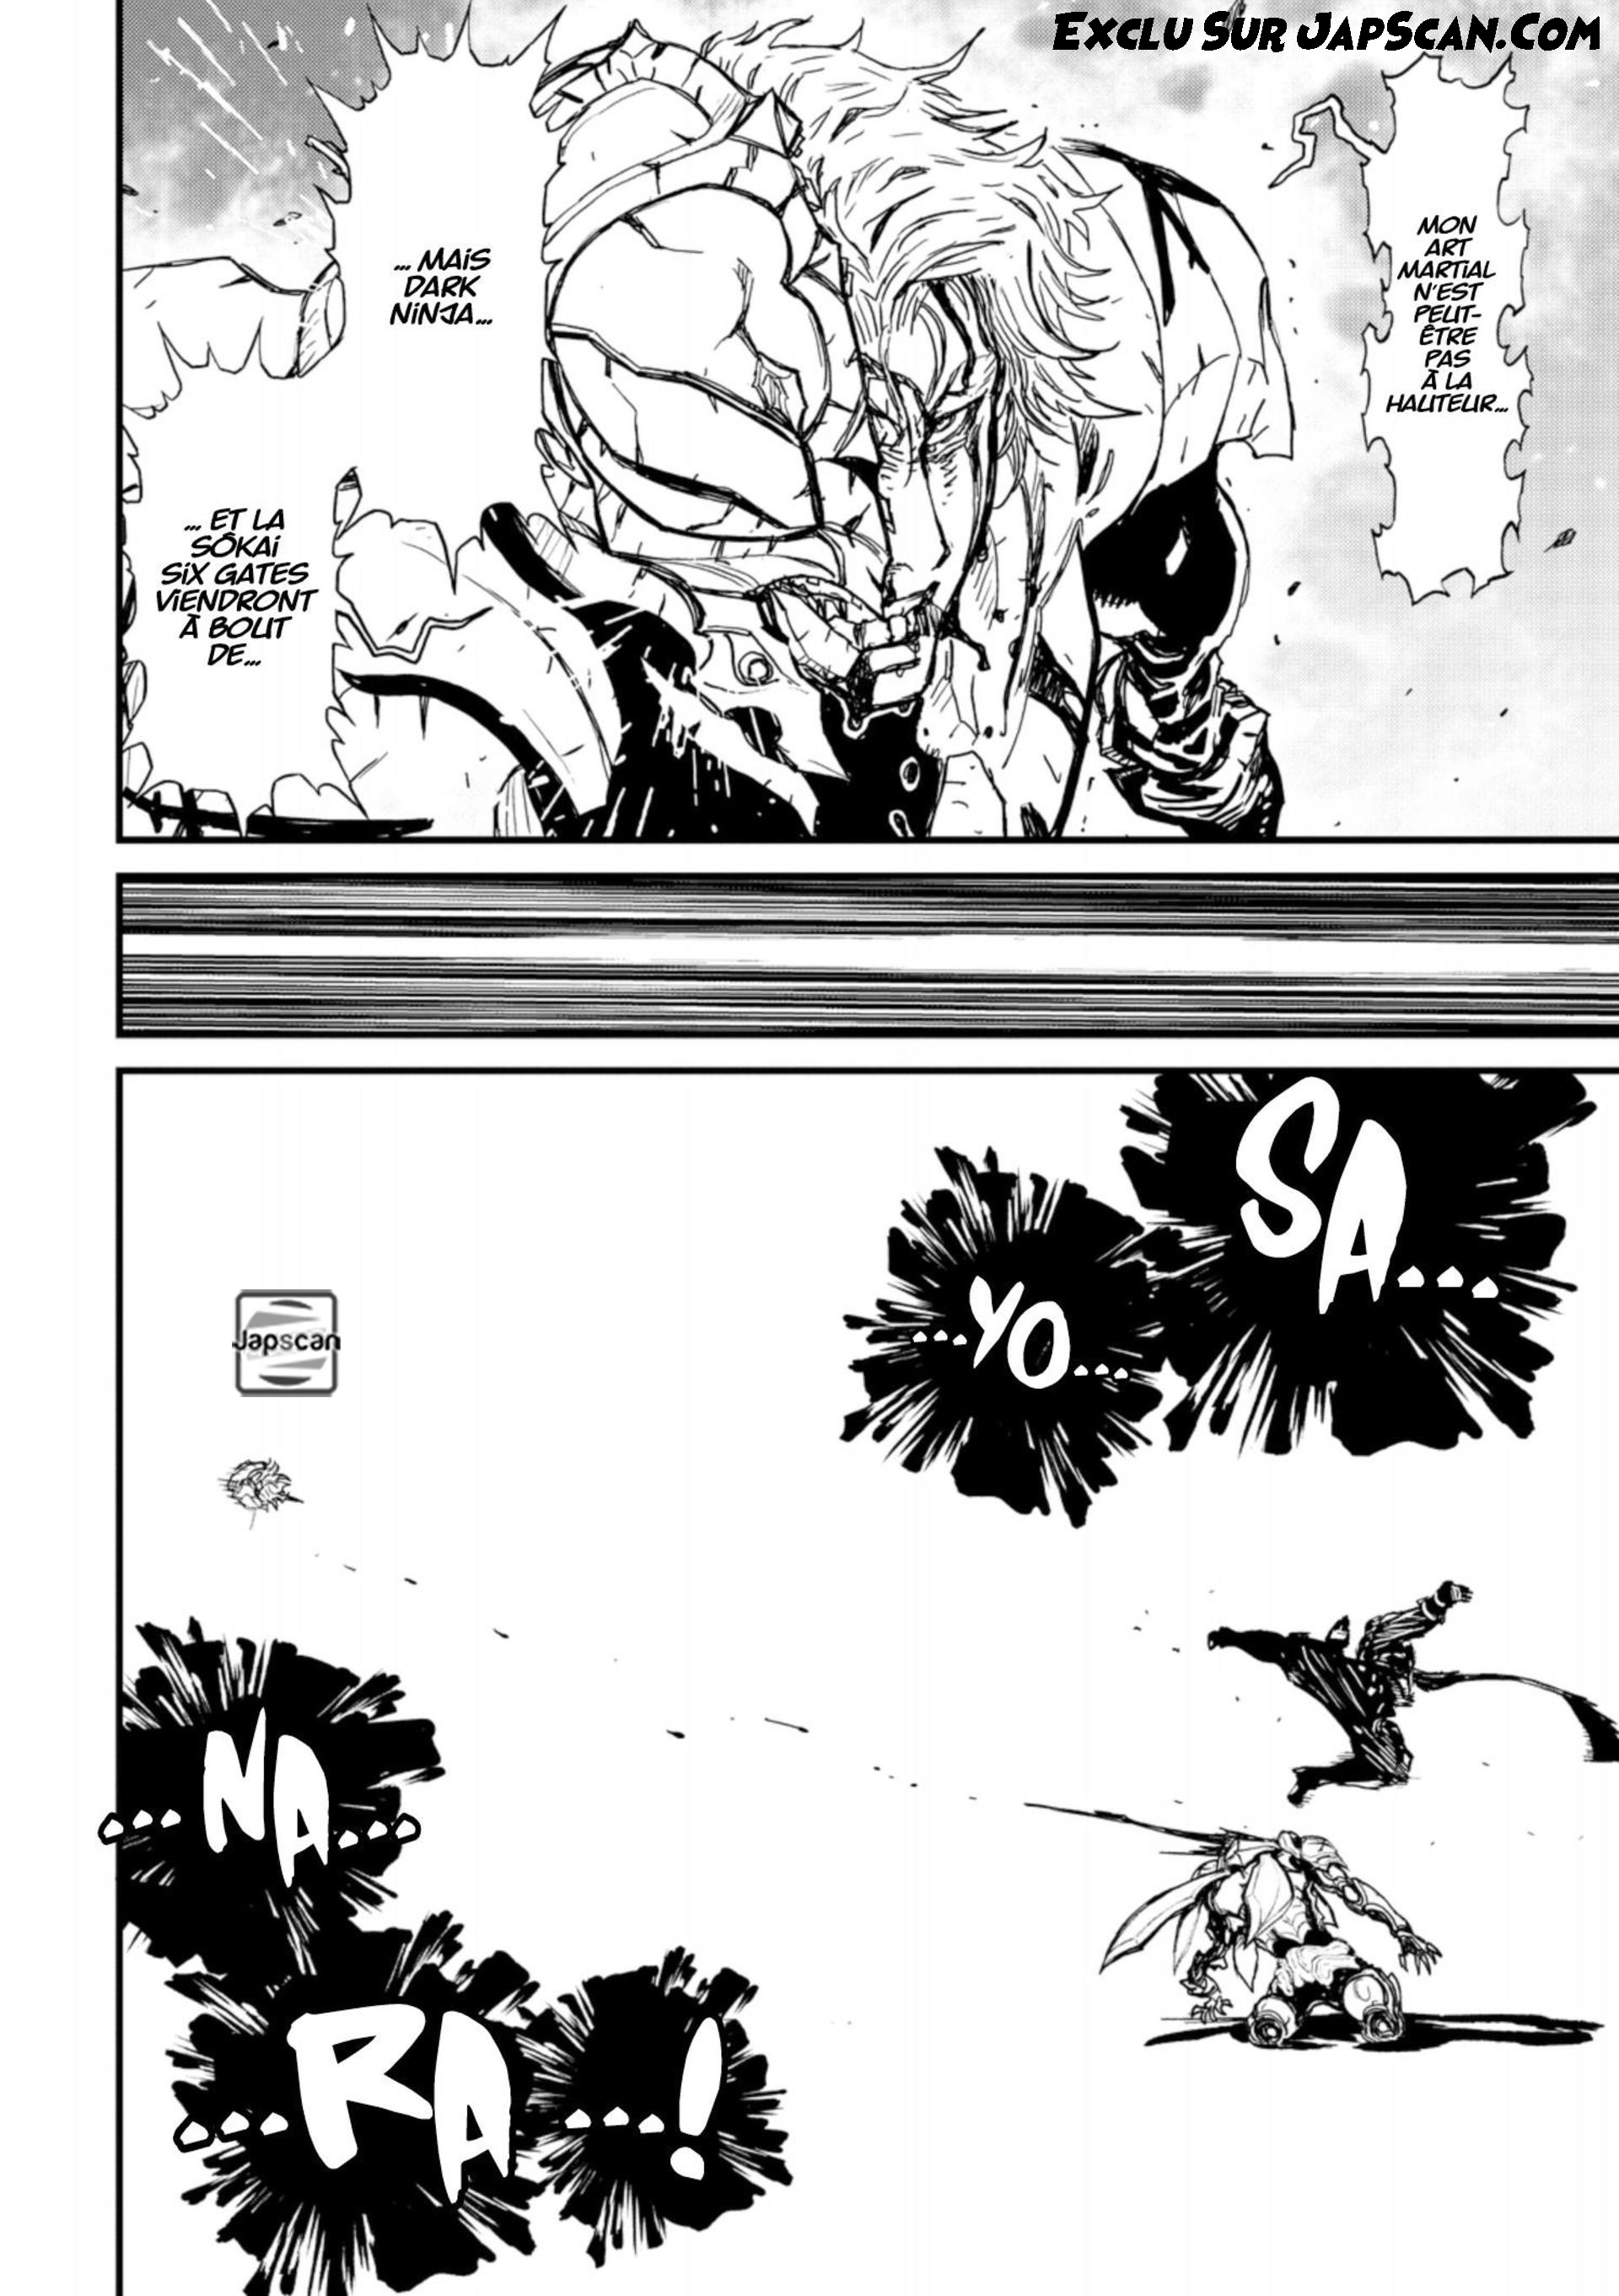 EXCLU SUR JAPSCAN.COM
MON
ART
MARTIAL
N'EST
PEUT-
ÊTRE
PAS
À LA
HAUTEUR...
... MAIS
DARK
NINJA...
... ET LA
SÔKAI
SIX GATES
VIENDRONT
À BOUT
DE...
SA...
...YO...
Japscan
...NA...
...RA
...!